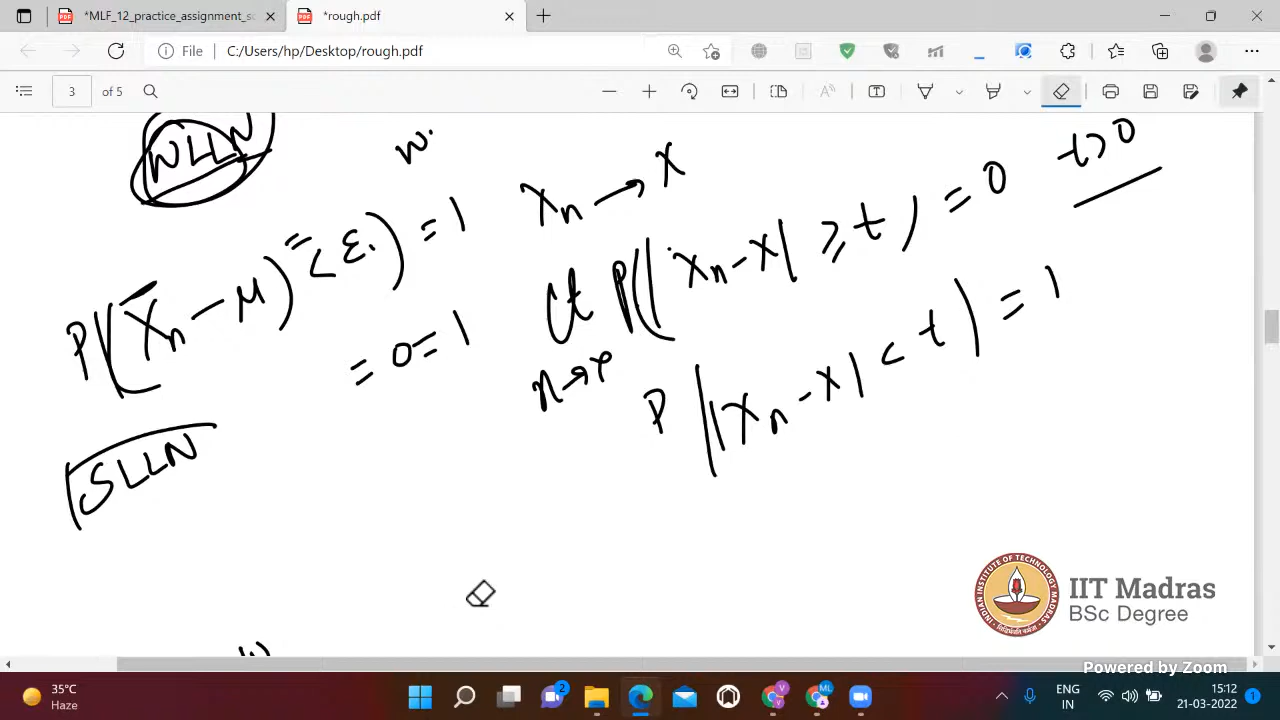 *MLF_12_practice_assignment_sc
*rough.pdf
File
C:/Users/hp/Desktop/rough.pdf
3
of 5
WLLN
w.
X̄n → X
t > 0
P(|X̄n - μ| < ε) = 1
lt P(|Xn - X| ≥ t) = 0
n→∞
= 0 = 1
P(|Xn - X| < t) = 1
SLLN
IIT Madras
BSc Degree
Powered by Zoom
35°C
Haze
ENG
IN
15:12
21-03-2022